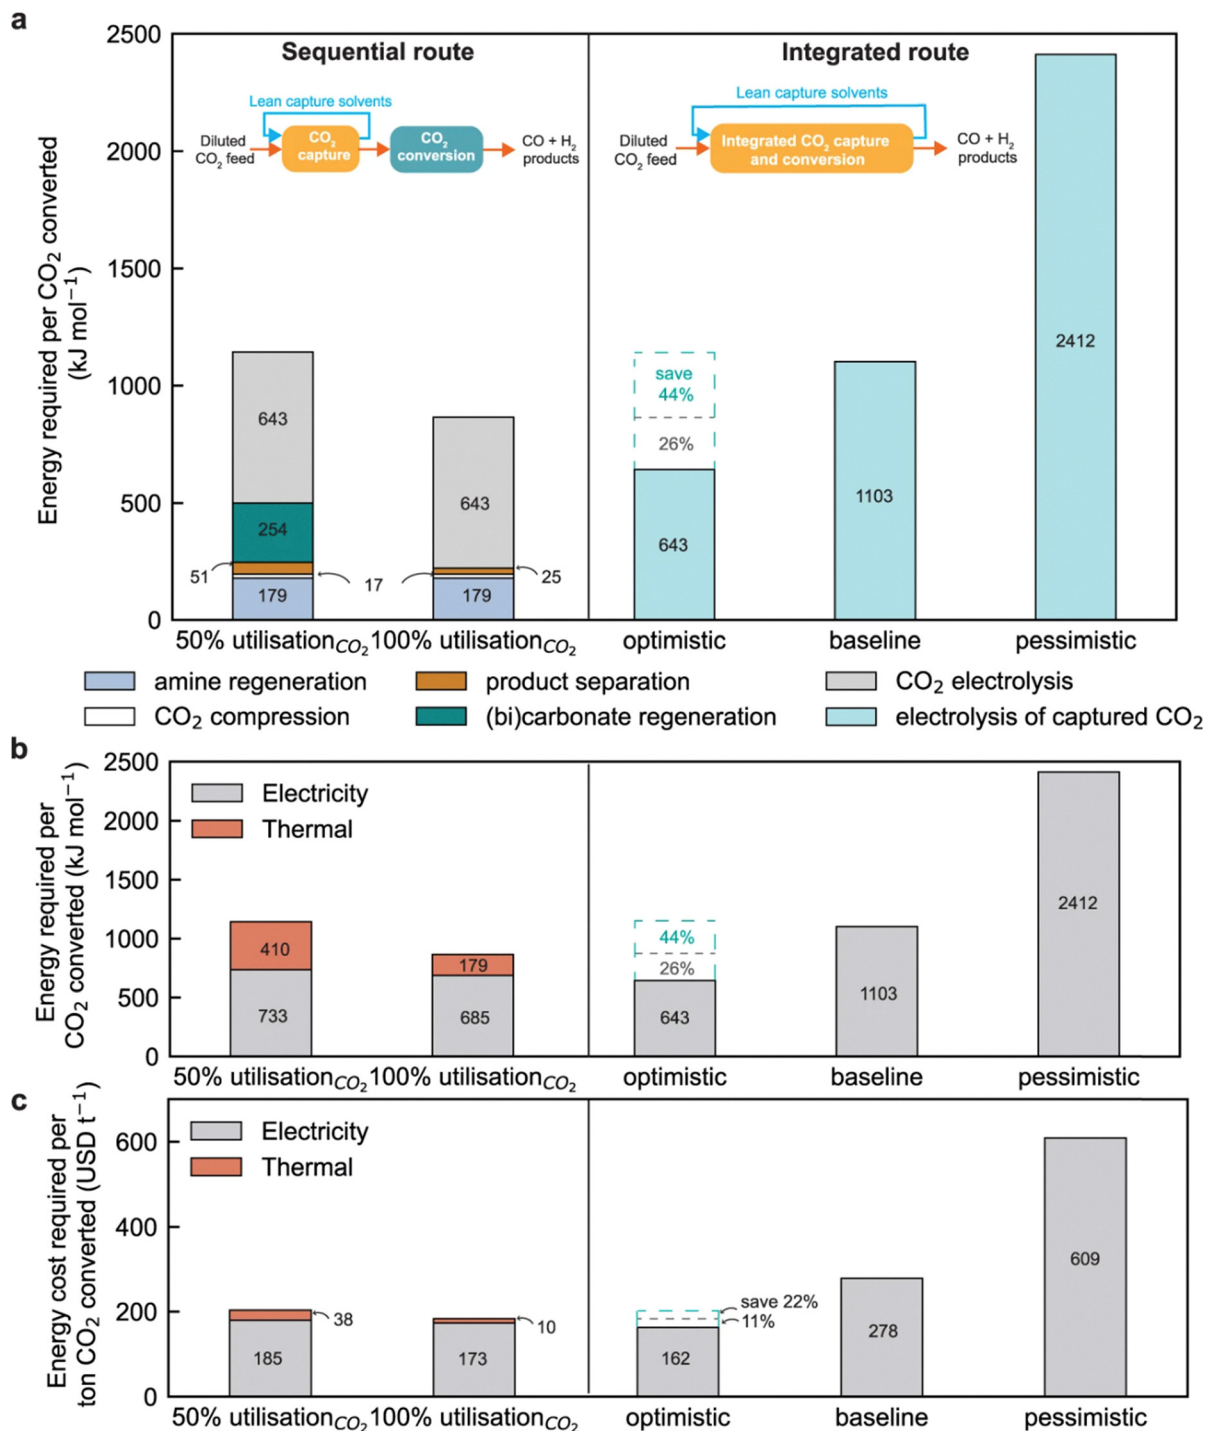 a
Energy required per CO₂ converted
(kJ mol⁻¹)
2500
2000
1500
1000
500
0
Sequential route
Lean capture solvents
Diluted
CO₂ feed
CO₂
capture
CO₂
conversion
CO + H₂
products
Integrated route
Lean capture solvents
Diluted
CO₂ feed
Integrated CO₂ capture
and conversion
CO + H₂
products
643
254
51
179
17
643
25
179
save
44%
26%
643
1103
2412
50% utilisation_CO₂
100% utilisation_CO₂
optimistic
baseline
pessimistic
amine regeneration
product separation
CO₂ electrolysis
CO₂ compression
(bi)carbonate regeneration
electrolysis of captured CO₂
b
Energy required per
CO₂ converted (kJ mol⁻¹)
2500
2000
1500
1000
500
0
Electricity
Thermal
410
733
179
685
44%
26%
643
1103
2412
50% utilisation_CO₂
100% utilisation_CO₂
optimistic
baseline
pessimistic
c
Energy cost required per
ton CO₂ converted (USD t⁻¹)
600
400
200
0
Electricity
Thermal
38
185
10
173
save 22%
11%
162
278
609
50% utilisation_CO₂
100% utilisation_CO₂
optimistic
baseline
pessimistic